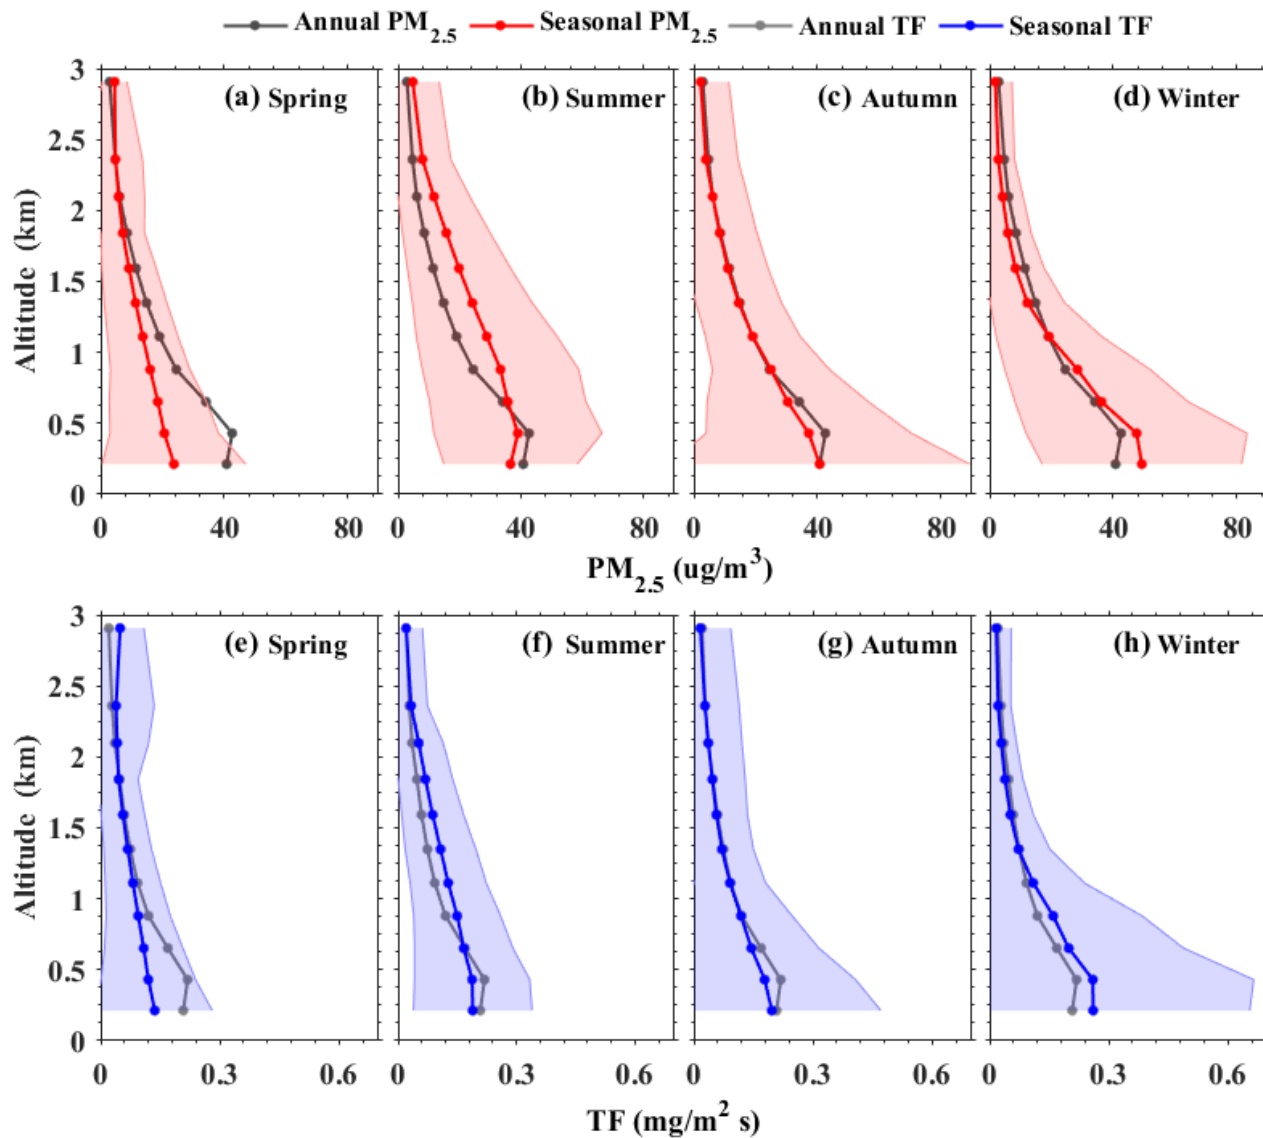 Annual PM2.5 Seasonal PM2.5 Annual TF Seasonal TF
(a) Spring (b) Summer (c) Autumn (d) Winter
3
2.5
2
1.5
1
0.5
0
Altitude (km)
0 40 80 0 40 80 0 40 80 0 40 80
PM2.5 (ug/m3)
(e) Spring (f) Summer (g) Autumn (h) Winter
3
2.5
2
1.5
1
0.5
0
Altitude (km)
0 0.3 0.6 0 0.3 0.6 0 0.3 0.6 0 0.3 0.6
TF (mg/m2 s)